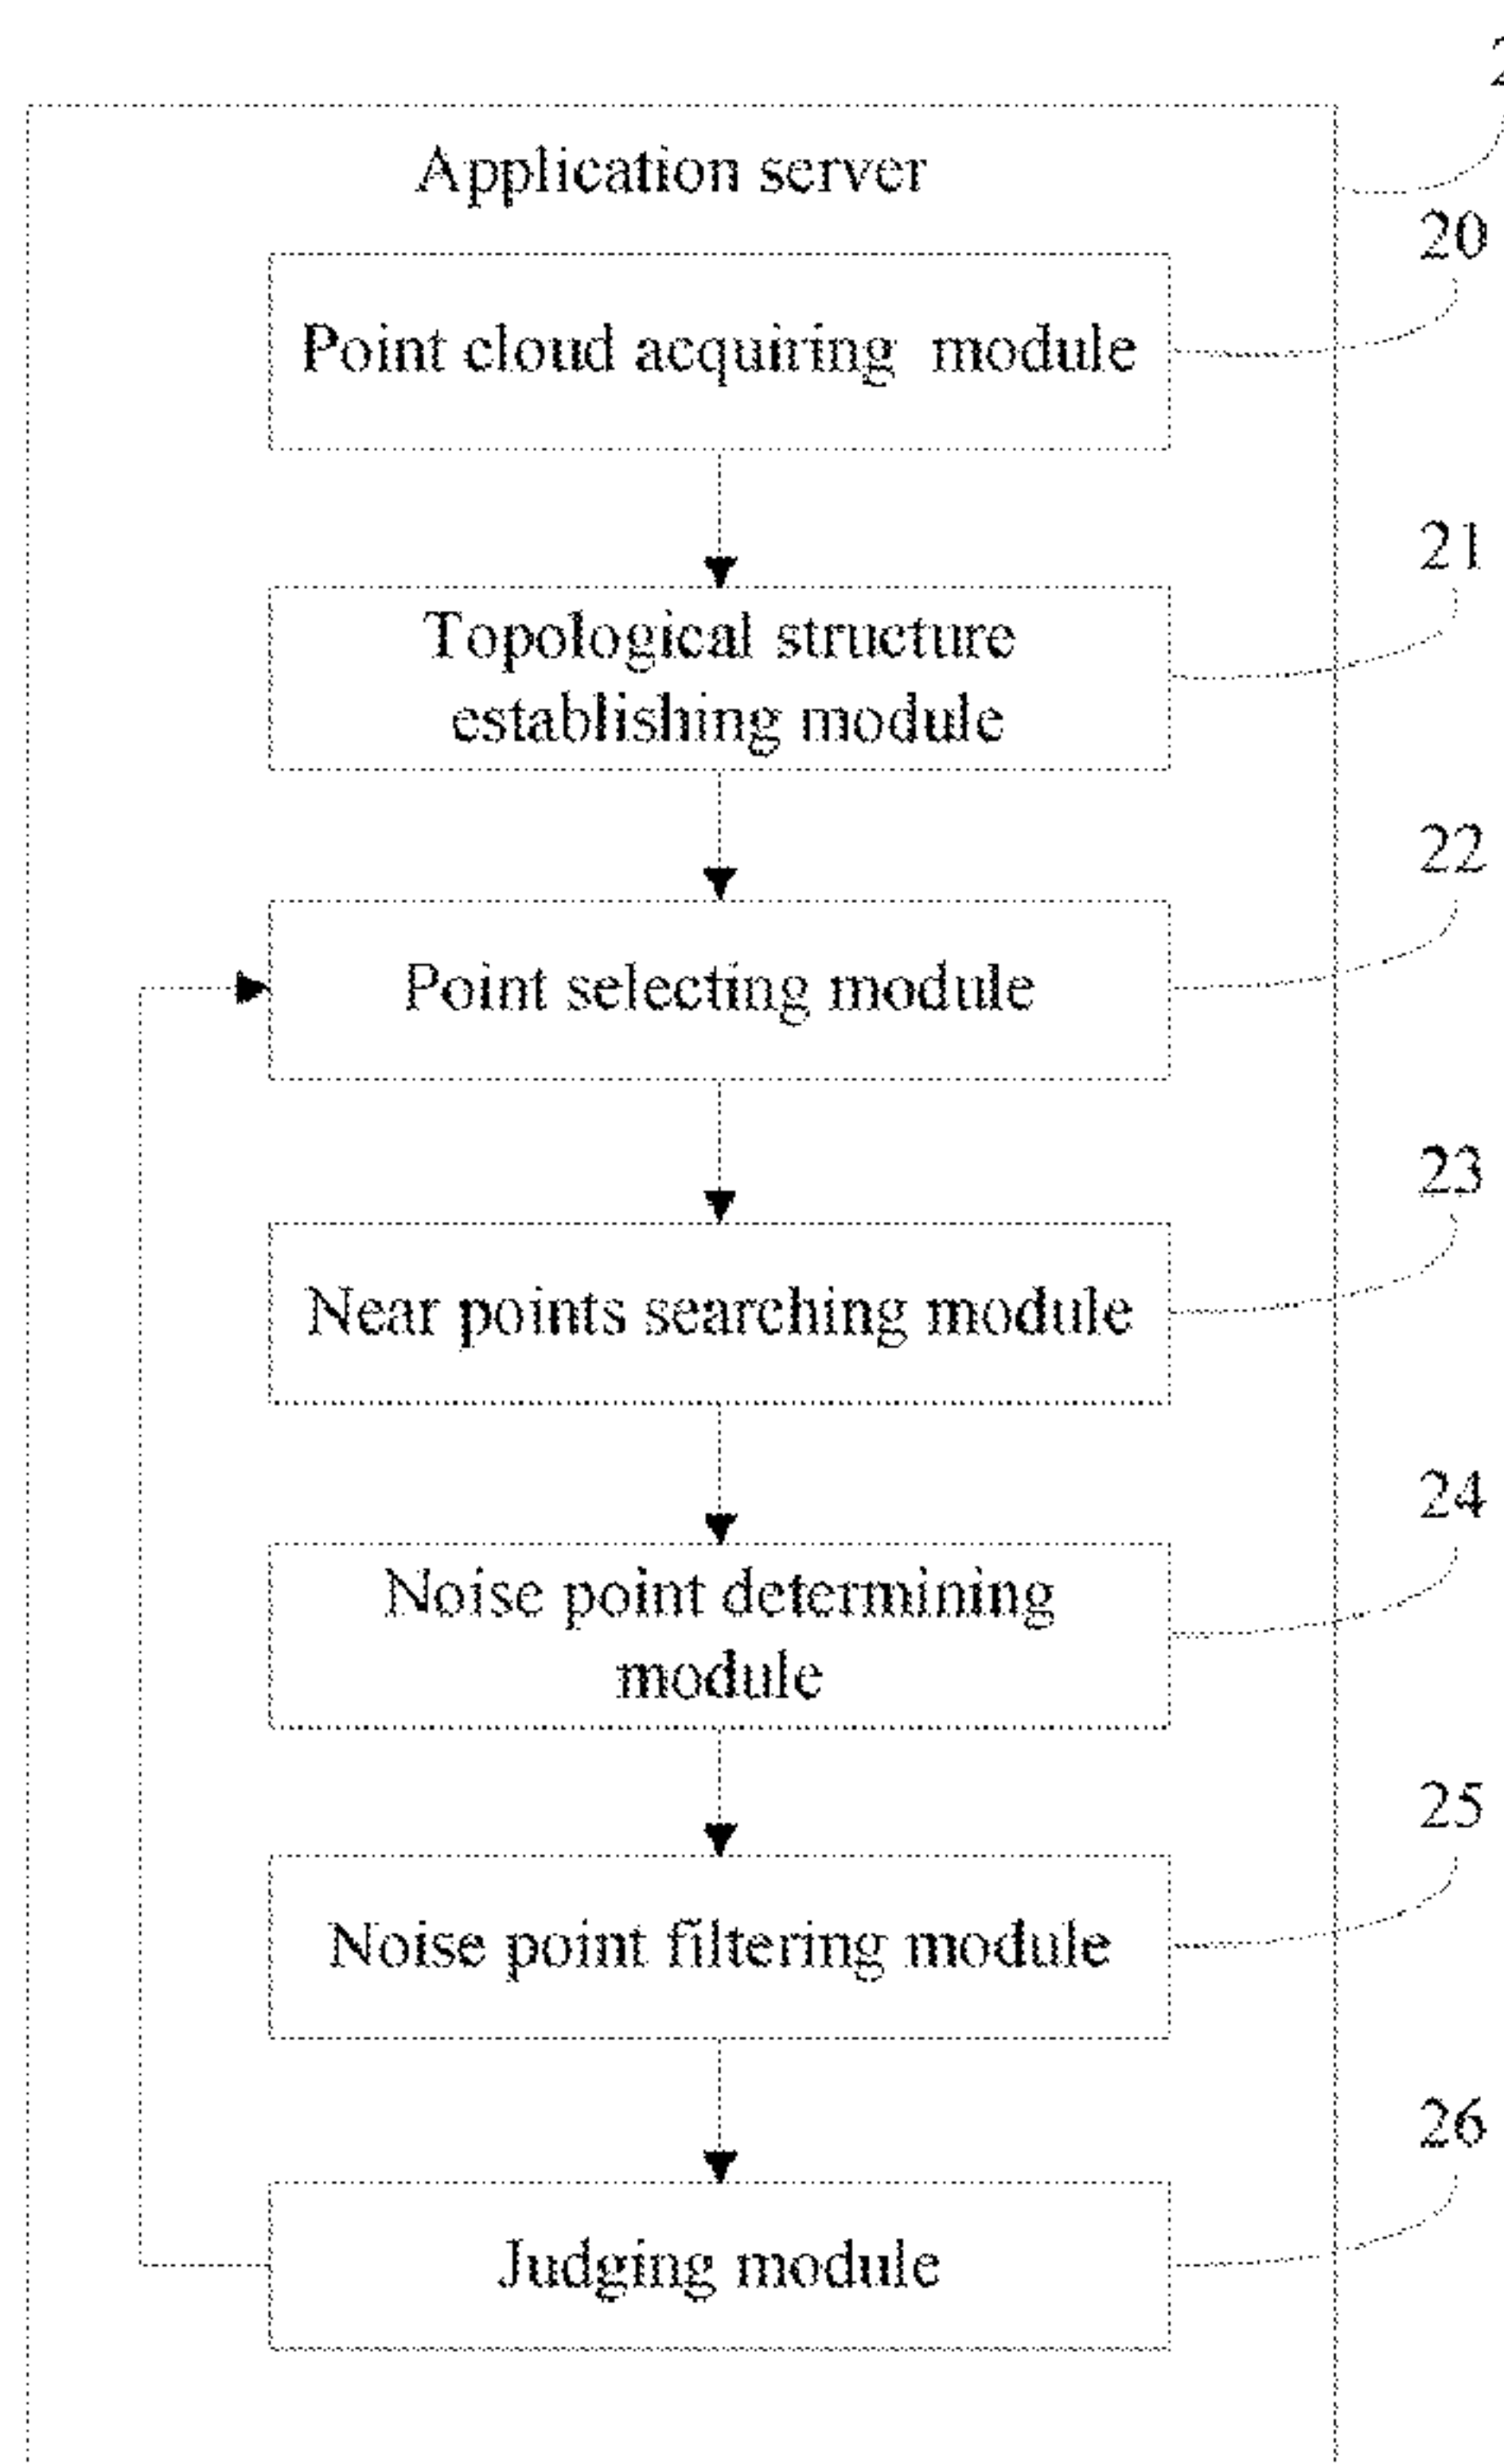 Application server
20
Point cloud acquiring module
21
Topological structure
establishing module
22
Point selecting module
23
Near points searching module
24
Noise point determining
module
25
Noise point filtering module
26
Judging module